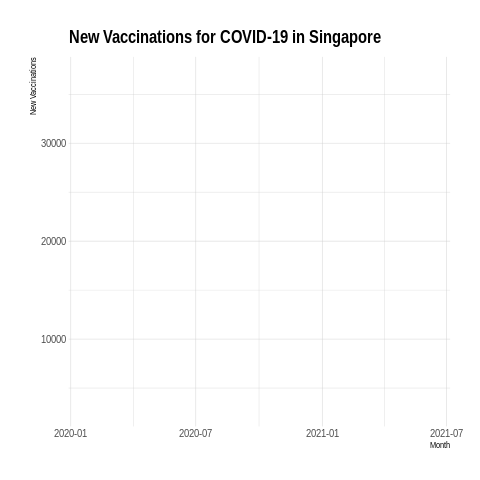 New Vaccinations for COVID-19 in Singapore
New Vaccinations
30000
20000
10000
2020-01 2020-07 2021-01 2021-07
Month